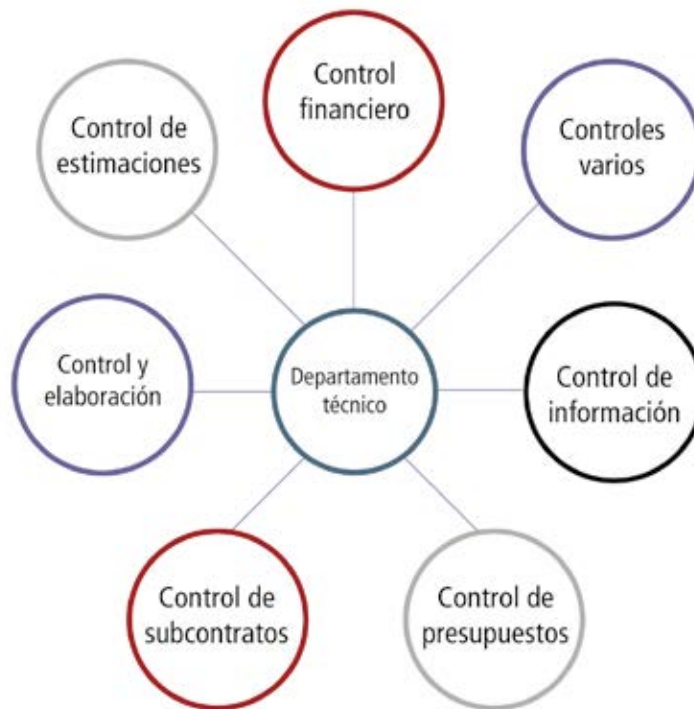 Control
financiero
Control de
estimaciones
Controles
varios
Control y
elaboración
Departamento
técnico
Control de
información
Control de
subcontratos
Control de
presupuestos